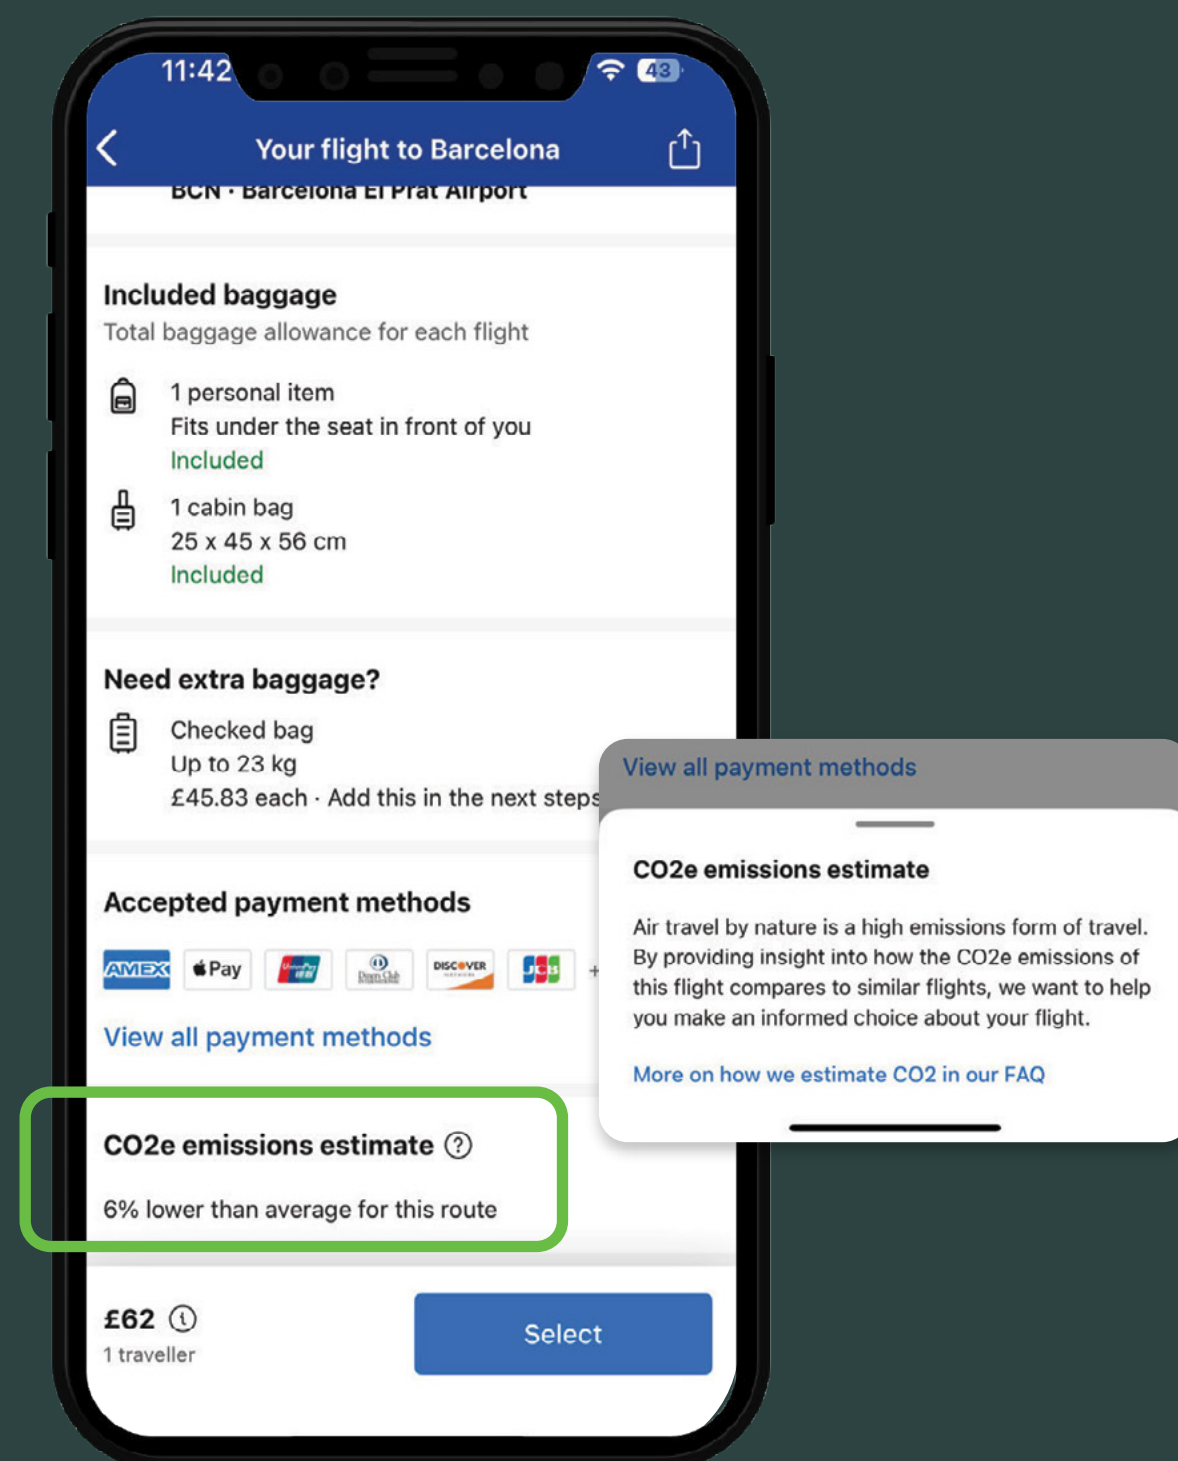 11:42
43
Your flight to Barcelona
BCN · Barcelona El Prat Airport
Included baggage
Total baggage allowance for each flight
1 personal item
Fits under the seat in front of you
Included
1 cabin bag
25 x 45 x 56 cm
Included
Need extra baggage?
Checked bag
Up to 23 kg
£45.83 each · Add this in the next steps
Accepted payment methods
AMEX Pay UnionPay 银联 Diners Club INTERNATIONAL DISCOVER NETWORK JCB +
View all payment methods
CO2e emissions estimate ?
6% lower than average for this route
£62
1 traveller
Select
View all payment methods
CO2e emissions estimate
Air travel by nature is a high emissions form of travel.
By providing insight into how the CO2e emissions of
this flight compares to similar flights, we want to help
you make an informed choice about your flight.
More on how we estimate CO2 in our FAQ